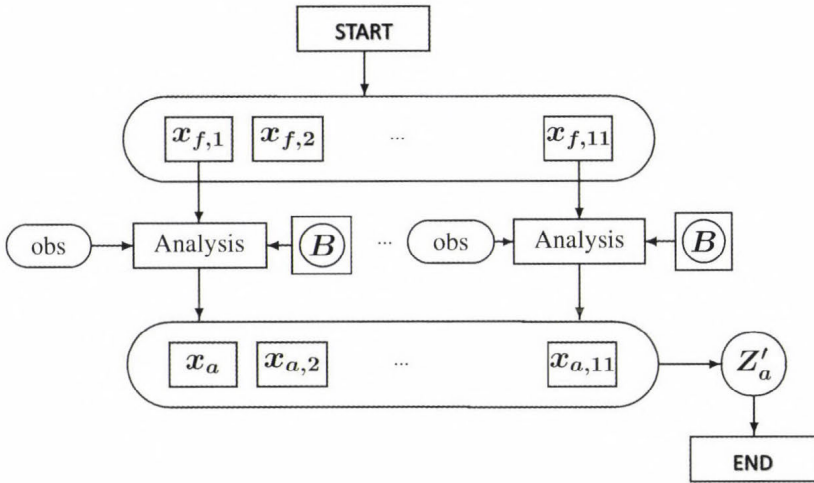 START
x_{f,1} x_{f,2} ... x_{f,11}
obs Analysis B ... obs Analysis B
x_a x_{a,2} ... x_{a,11} Z'_a
END